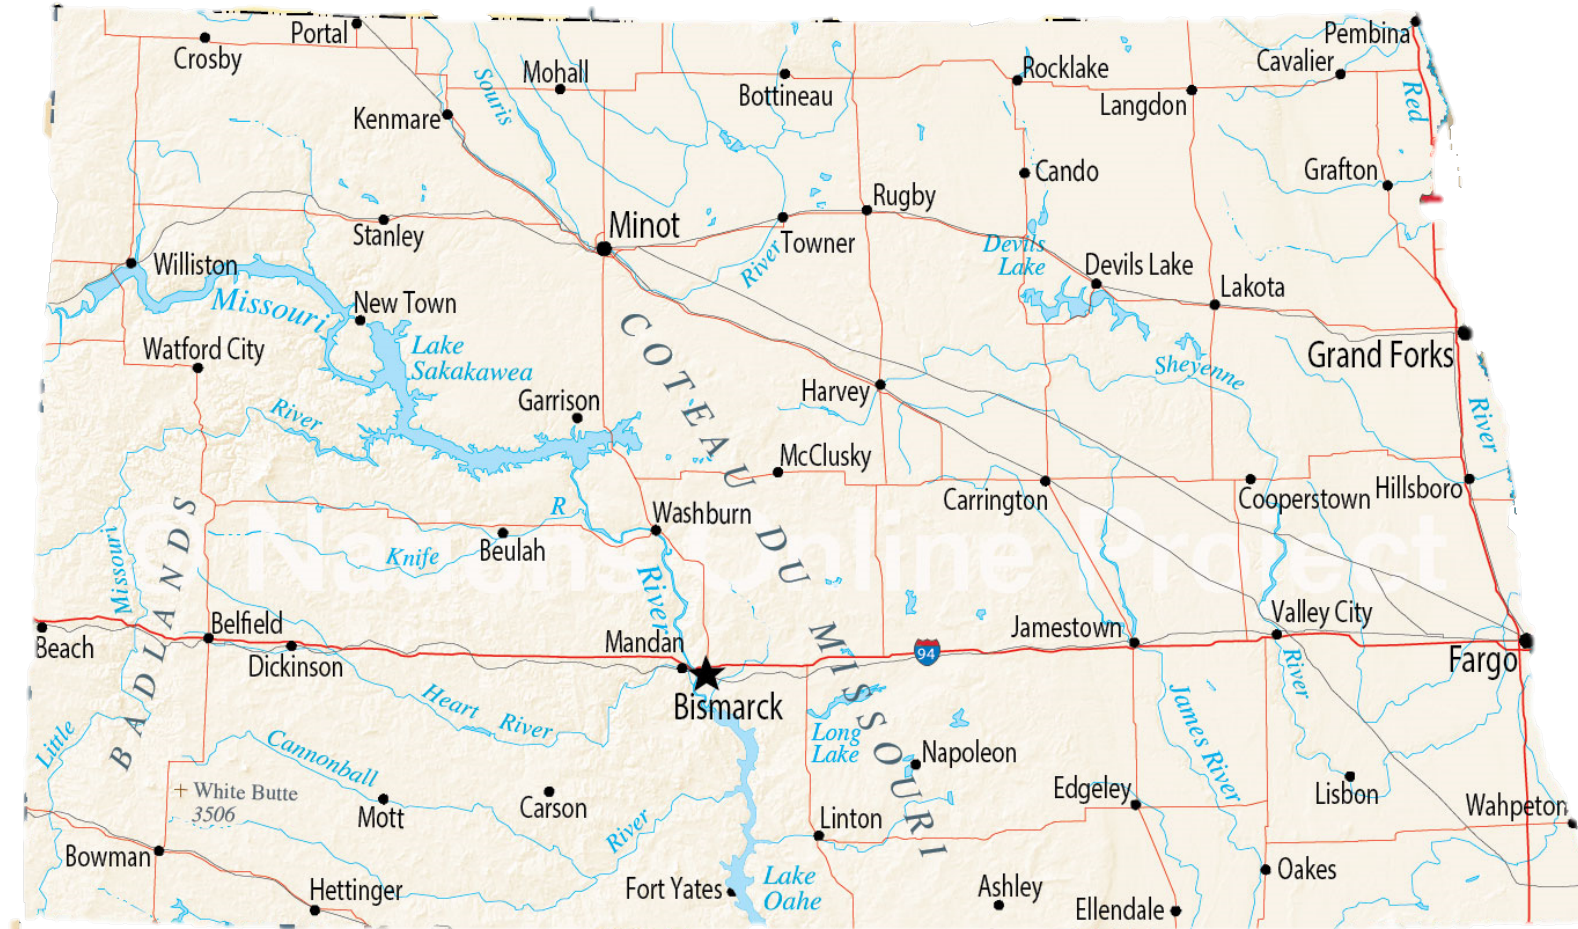 Pembina
Portal
Crosby
Cavalier
Rocklake
Mohall
Souris
Bottineau
Langdon
Red
Kenmare
Cando
Grafton
Rugby
Minot
Stanley
Towner
River
Devils
Lake
Williston
Devils Lake
Lakota
Missouri
New Town
Lake
Sakakawea
Watford City
Grand Forks
Sheyenne
Harvey
Garrison
River
River
COTEAU DU MISSOURI
McClusky
Carrington
Cooperstown
Hillsboro
R
Washburn
Nations Online Project
Beulah
Knife
Missouri
BADLANDS
River
Belfield
Valley City
Jamestown
Mandan
Beach
Dickinson
94
Fargo
River
Bismarck
Heart River
James River
Little
Cannonball
Long
Lake
Napoleon
White Butte
3506
Edgeley
Lisbon
Carson
Mott
Wahpeton
Linton
River
Bowman
Oakes
Lake
Oahe
Fort Yates
Hettinger
Ashley
Ellendale